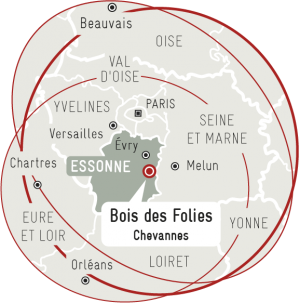 Beauvais
OISE
VAL
D'OISE
YVELINES
PARIS
Versailles
SEINE
ET MARNE
Évry
Chartres
ESSONNE
Melun
Bois des Folies
Chevannes
EURE
ET LOIR
YONNE
LOIRET
Orléans